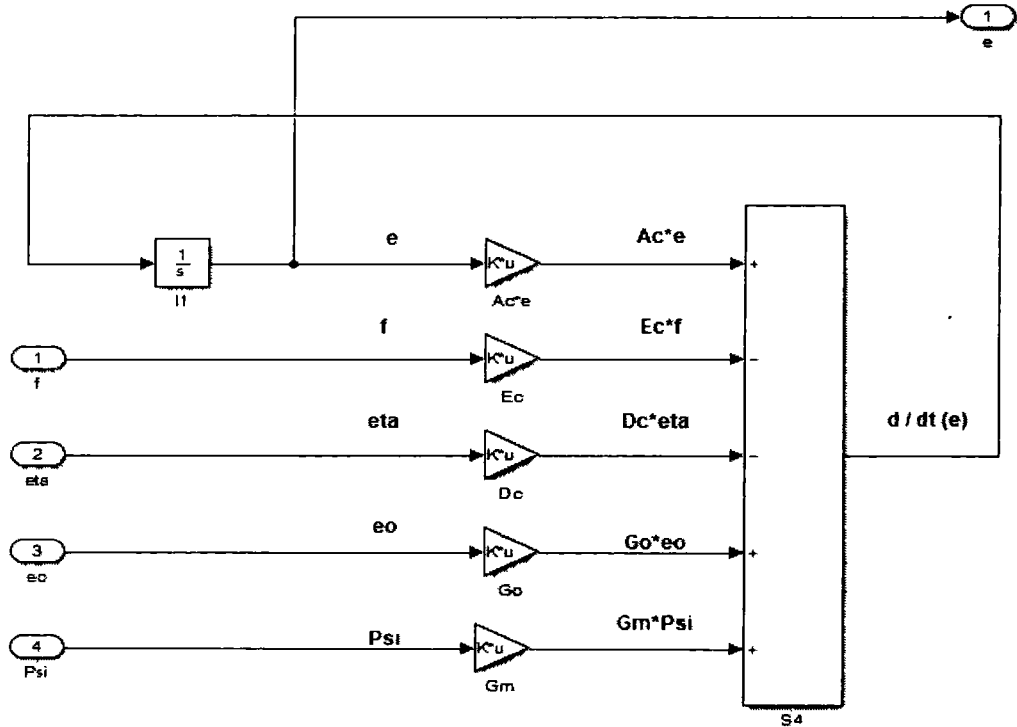 1
e
e
Ac*e
1
s
K*u
+
I1
Ac*e
f
Ec*f
1
K*u
−
f
Ec
eta
Dc*eta
d / dt (e)
2
K*u
−
eta
Dc
eo
Go*eo
3
K*u
+
eo
Go
Psi
Gm*Psi
4
K*u
+
Psi
Gm
S4